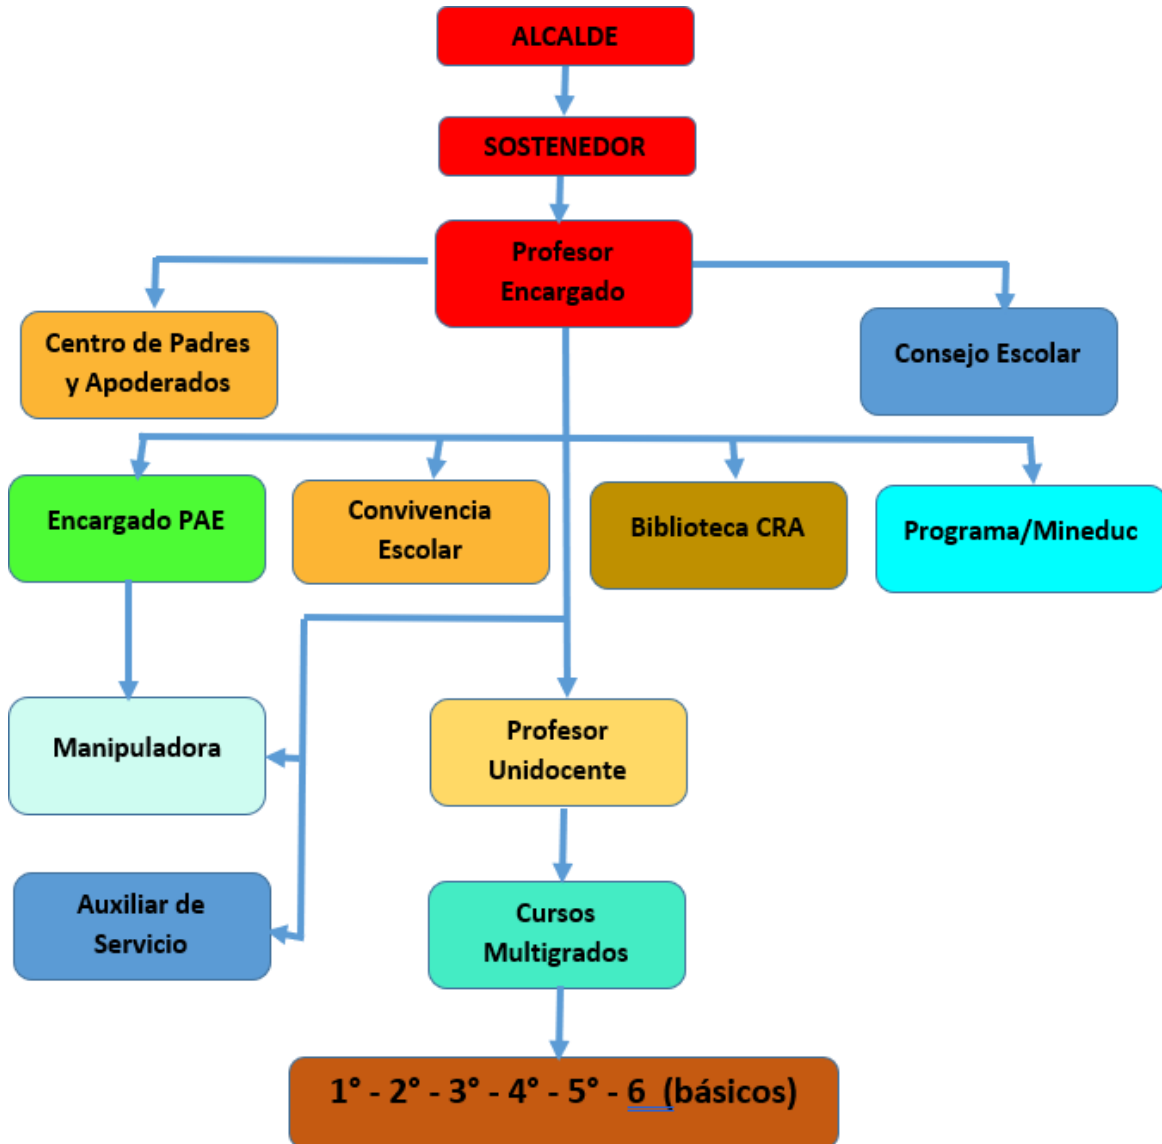 ALCALDE
SOSTENEDOR
Profesor
Encargado
Centro de Padres
y Apoderados
Consejo Escolar
Encargado PAE
Convivencia
Escolar
Biblioteca CRA
Programa/Mineduc
Manipuladora
Profesor
Unidocente
Auxiliar de
Servicio
Cursos
Multigrados
1° - 2° - 3° - 4° - 5° - 6 (básicos)